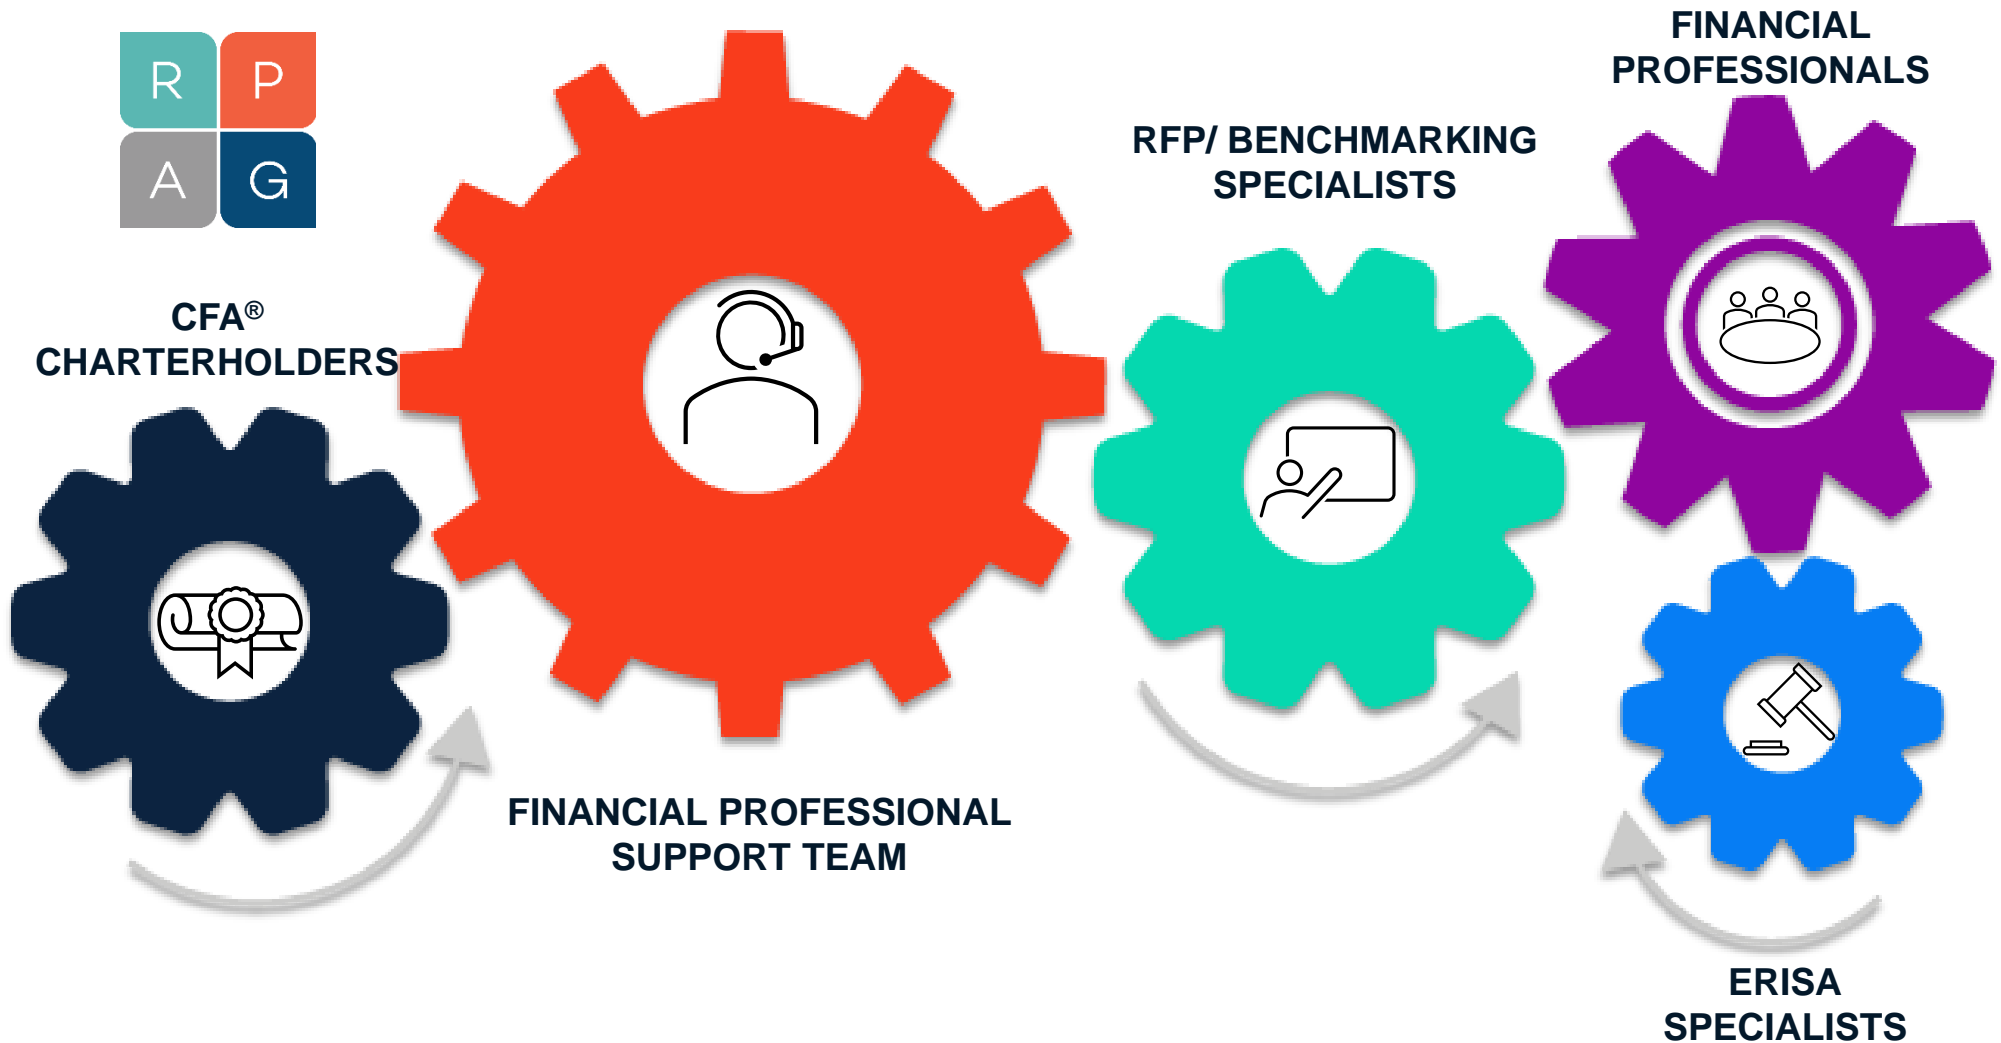 R P
A G
CFA®
CHARTERHOLDERS
FINANCIAL PROFESSIONAL
SUPPORT TEAM
RFP/ BENCHMARKING
SPECIALISTS
FINANCIAL
PROFESSIONALS
ERISA
SPECIALISTS